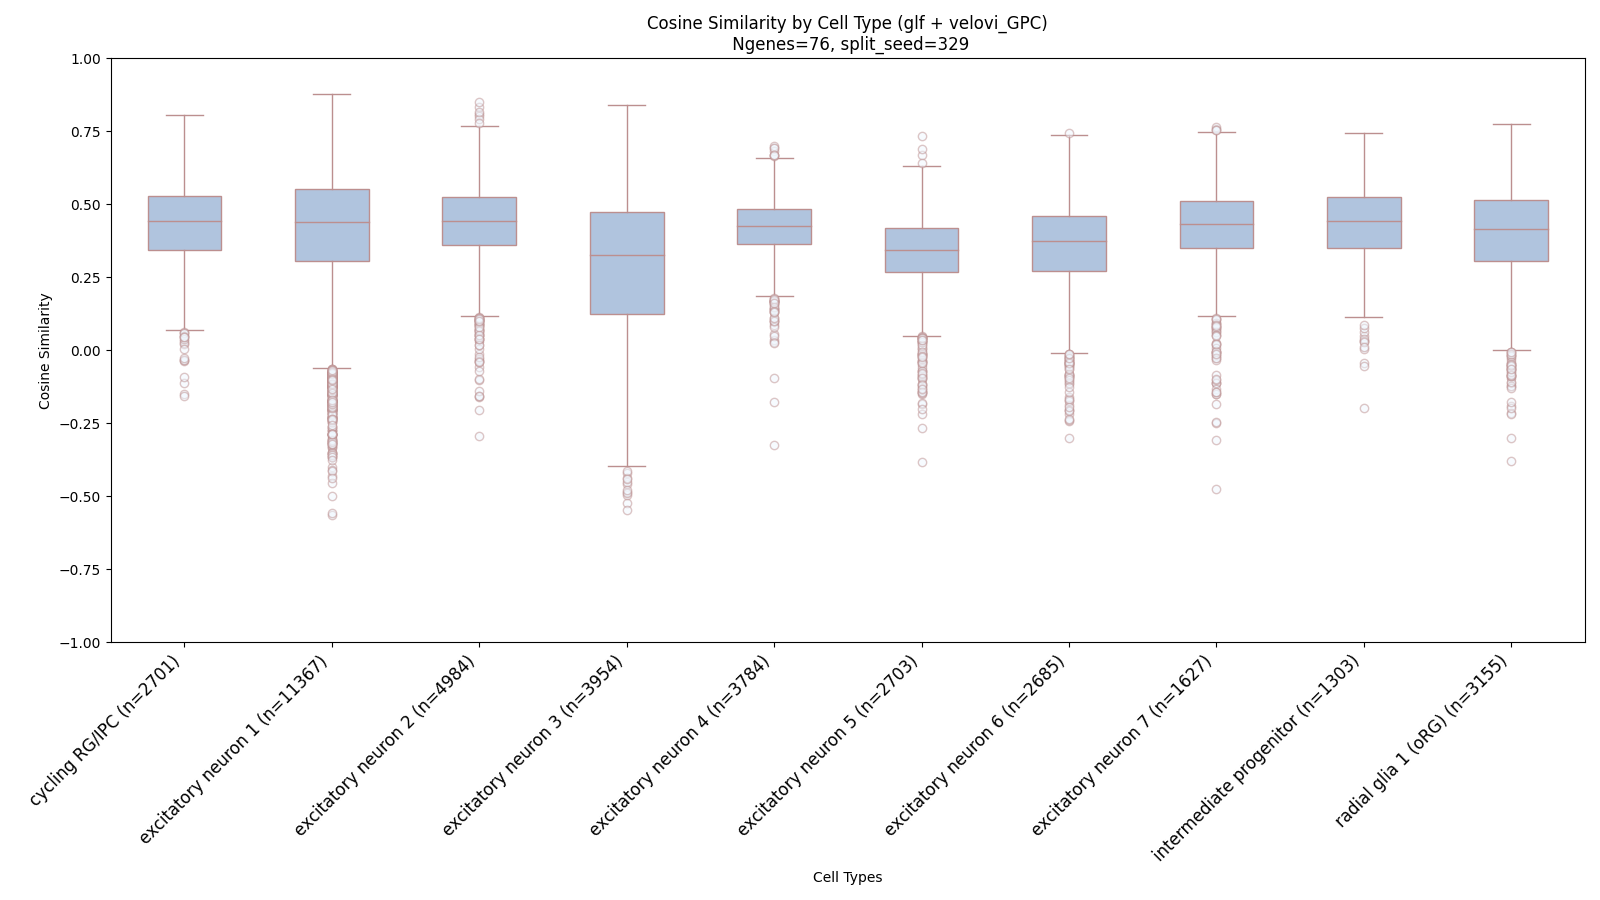 Cosine Similarity by Cell Type (glf + velovi_GPC)
Ngenes=76, split_seed=329
1.00
0.75
0.50
0.25
0.00
−0.25
−0.50
−0.75
−1.00
Cosine Similarity
cycling RG/IPC (n=2701)
excitatory neuron 1 (n=11367)
excitatory neuron 2 (n=4984)
excitatory neuron 3 (n=3954)
excitatory neuron 4 (n=3784)
excitatory neuron 5 (n=2703)
excitatory neuron 6 (n=2685)
excitatory neuron 7 (n=1627)
intermediate progenitor (n=1303)
radial glia 1 (oRG) (n=3155)
Cell Types